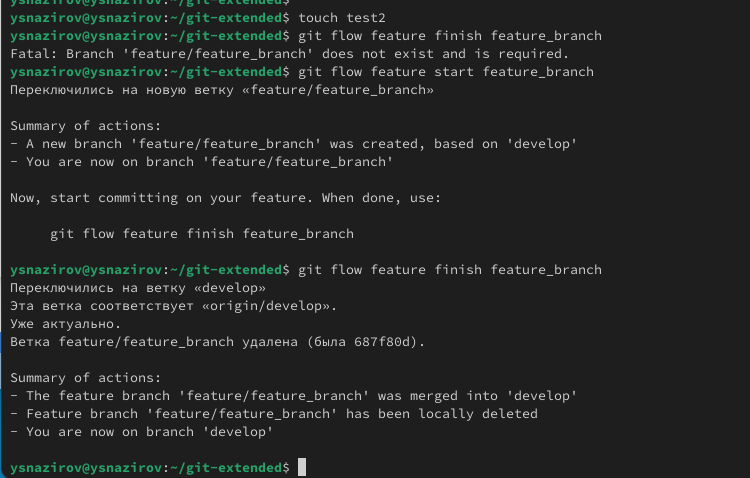 ysnazirov@ysnazirov:~/git-extended$
ysnazirov@ysnazirov:~/git-extended$ touch test2
ysnazirov@ysnazirov:~/git-extended$ git flow feature finish feature_branch
Fatal: Branch 'feature/feature_branch' does not exist and is required.
ysnazirov@ysnazirov:~/git-extended$ git flow feature start feature_branch
Переключились на новую ветку «feature/feature_branch»
Summary of actions:
- A new branch 'feature/feature_branch' was created, based on 'develop'
- You are now on branch 'feature/feature_branch'
Now, start committing on your feature. When done, use:
git flow feature finish feature_branch
ysnazirov@ysnazirov:~/git-extended$ git flow feature finish feature_branch
Переключились на ветку «develop»
Эта ветка соответствует «origin/develop».
Уже актуально.
Ветка feature/feature_branch удалена (была 687f80d).
Summary of actions:
- The feature branch 'feature/feature_branch' was merged into 'develop'
- Feature branch 'feature/feature_branch' has been locally deleted
- You are now on branch 'develop'
ysnazirov@ysnazirov:~/git-extended$